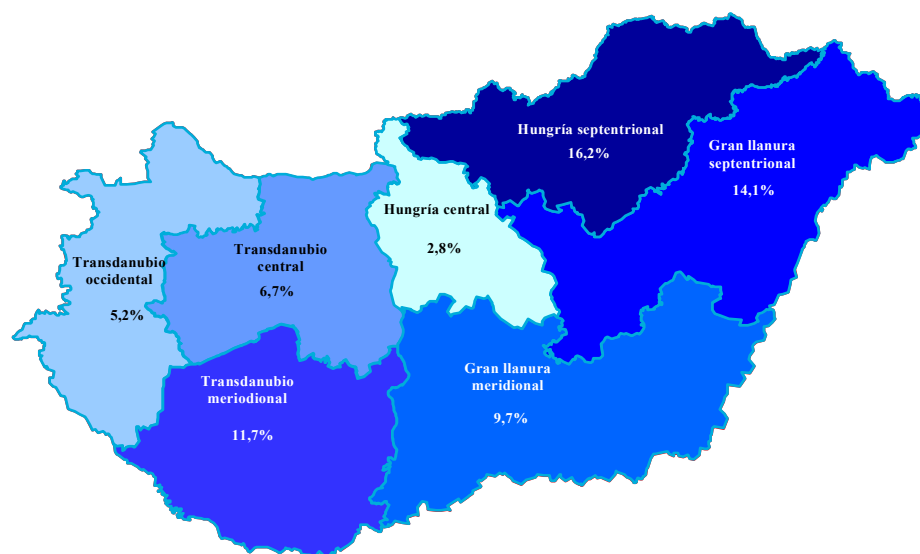 Hungría septentrional
16,2%
Gran llanura
septentrional
14,1%
Hungría central
2,8%
Transdanubio
central
6,7%
Transdanubio
occidental
5,2%
Gran llanura
meridional
9,7%
Transdanubio
meriodional
11,7%